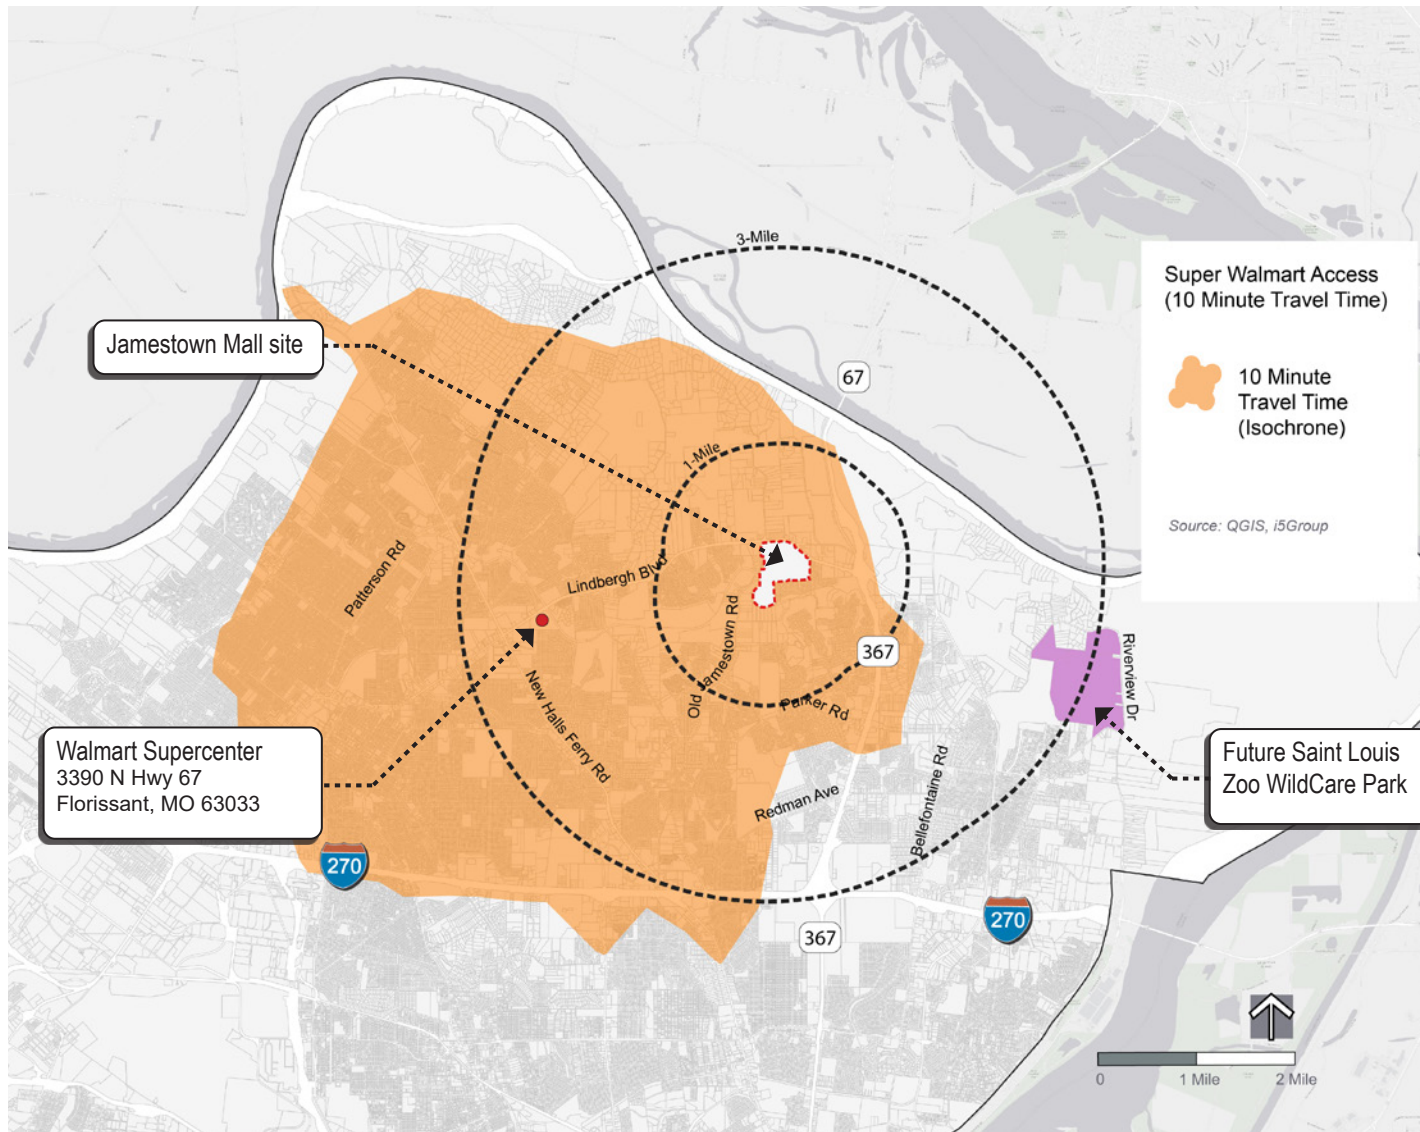 3-Mile
Super Walmart Access
(10 Minute Travel Time)
10 Minute
Travel Time
(Isochrone)
Source: QGIS, i5Group
Jamestown Mall site
67
1-Mile
Patterson Rd
Lindbergh Blvd
Old Jamestown Rd
367
Parker Rd
New Halls Ferry Rd
Riverview Dr
Walmart Supercenter
3390 N Hwy 67
Florissant, MO 63033
Future Saint Louis
Zoo WildCare Park
Redman Ave
Bellefontaine Rd
270
270
367
0
1 Mile
2 Mile